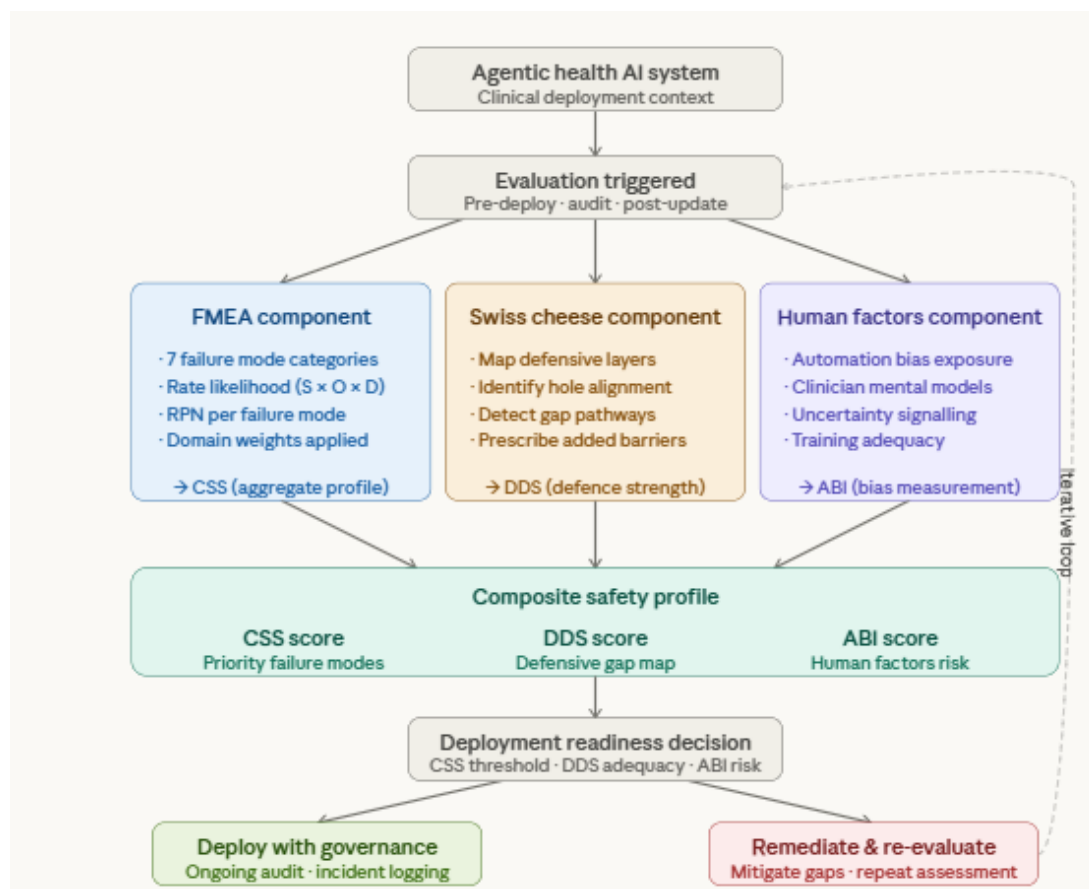 Agentic health AI system
Clinical deployment context
Evaluation triggered
Pre-deploy · audit · post-update
FMEA component
· 7 failure mode categories
· Rate likelihood (S × O × D)
· RPN per failure mode
· Domain weights applied
→ CSS (aggregate profile)
Swiss cheese component
· Map defensive layers
· Identify hole alignment
· Detect gap pathways
· Prescribe added barriers
→ DDS (defence strength)
Human factors component
· Automation bias exposure
· Clinician mental models
· Uncertainty signalling
· Training adequacy
→ ABI (bias measurement)
Iterative loop
Composite safety profile
CSS score
Priority failure modes
DDS score
Defensive gap map
ABI score
Human factors risk
Deployment readiness decision
CSS threshold · DDS adequacy · ABI risk
Deploy with governance
Ongoing audit · incident logging
Remediate & re-evaluate
Mitigate gaps · repeat assessment